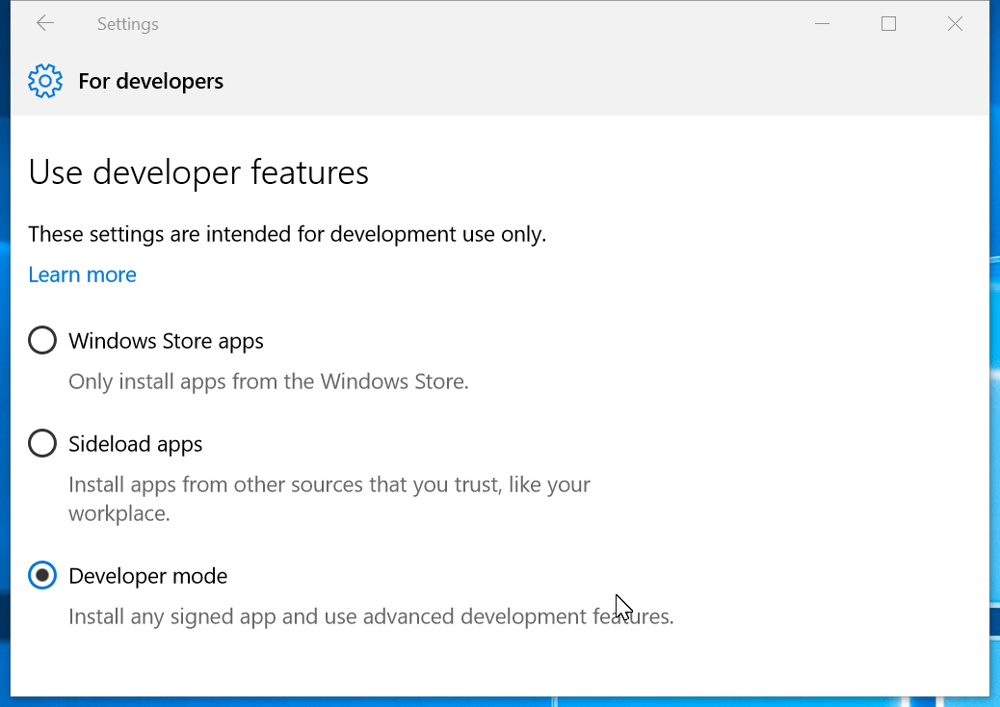 Settings
For developers
Use developer features
These settings are intended for development use only.
Learn more
Windows Store apps
Only install apps from the Windows Store.
Sideload apps
Install apps from other sources that you trust, like your
workplace.
Developer mode
Install any signed app and use advanced development features.